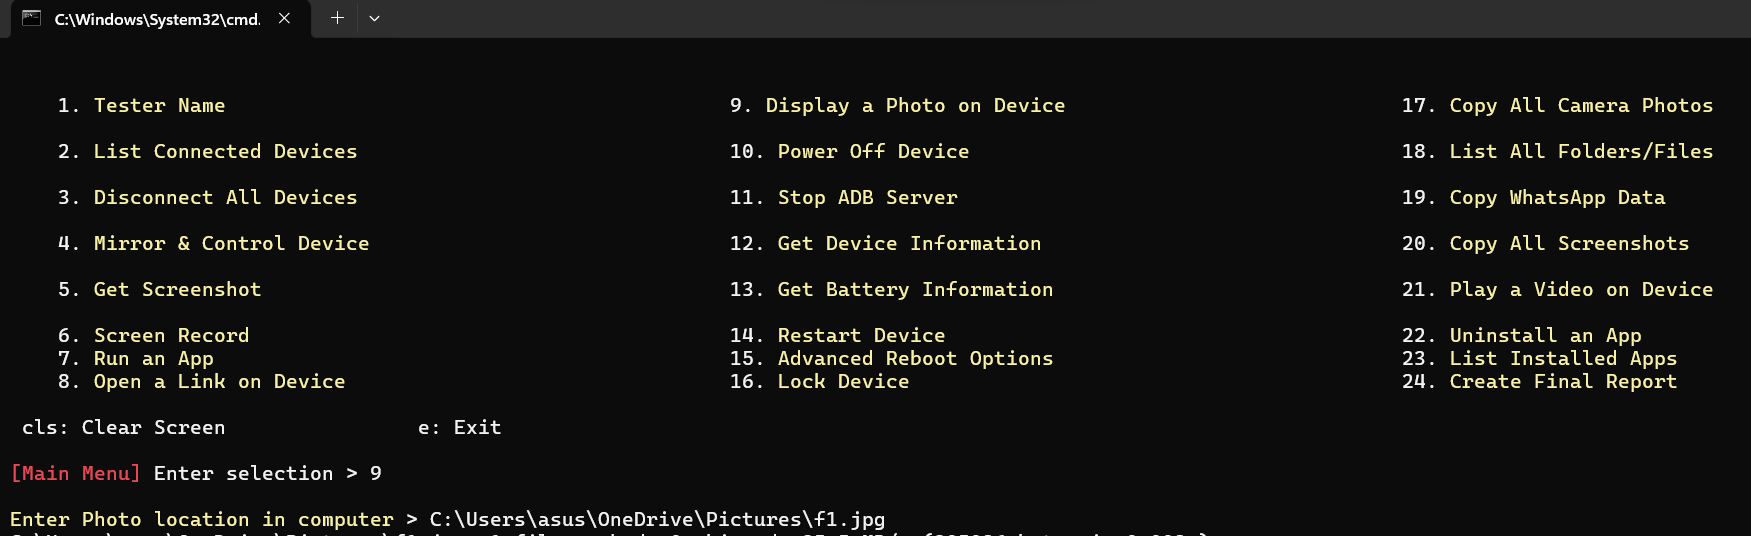 C:\Windows\System32\cmd.
1. Tester Name 9. Display a Photo on Device 17. Copy All Camera Photos
2. List Connected Devices 10. Power Off Device 18. List All Folders/Files
3. Disconnect All Devices 11. Stop ADB Server 19. Copy WhatsApp Data
4. Mirror & Control Device 12. Get Device Information 20. Copy All Screenshots
5. Get Screenshot 13. Get Battery Information 21. Play a Video on Device
6. Screen Record 14. Restart Device 22. Uninstall an App
7. Run an App 15. Advanced Reboot Options 23. List Installed Apps
8. Open a Link on Device 16. Lock Device 24. Create Final Report
cls: Clear Screen e: Exit
[Main Menu] Enter selection > 9
Enter Photo location in computer > C:\Users\asus\OneDrive\Pictures\f1.jpg